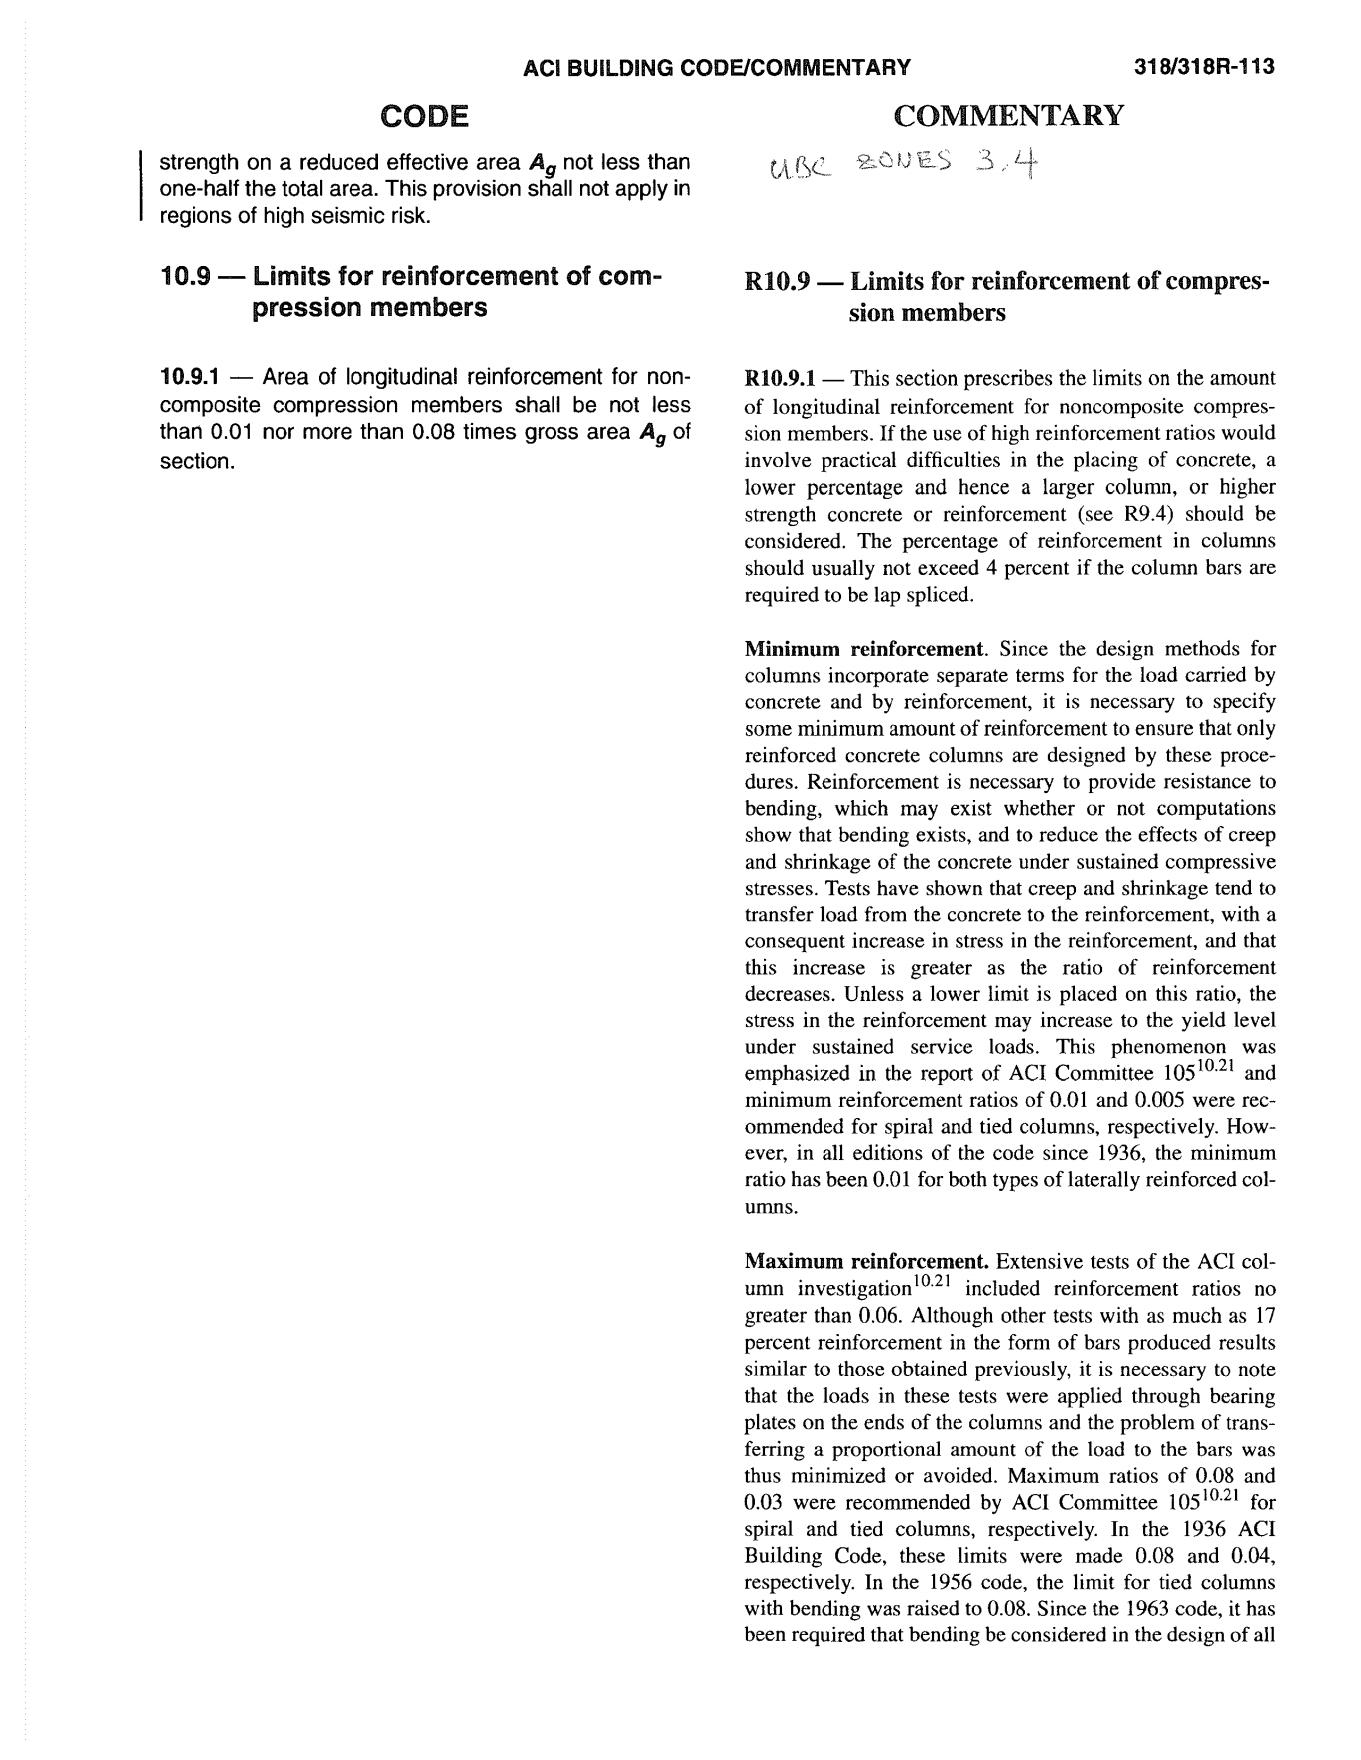 ACI BUILDING CODE/COMMENTARY 318/318R-113
CODE
strength on a reduced effective area Ag not less than
one-half the total area. This provision shall not apply in
regions of high seismic risk.
10.9 — Limits for reinforcement of com-
pression members
10.9.1 — Area of longitudinal reinforcement for non-
composite compression members shall be not less
than 0.01 nor more than 0.08 times gross area Ag of
section.
COMMENTARY
UBC ZONES 3,4
R10.9 — Limits for reinforcement of compres-
sion members
R10.9.1 — This section prescribes the limits on the amount
of longitudinal reinforcement for noncomposite compres-
sion members. If the use of high reinforcement ratios would
involve practical difficulties in the placing of concrete, a
lower percentage and hence a larger column, or higher
strength concrete or reinforcement (see R9.4) should be
considered. The percentage of reinforcement in columns
should usually not exceed 4 percent if the column bars are
required to be lap spliced.
Minimum reinforcement. Since the design methods for
columns incorporate separate terms for the load carried by
concrete and by reinforcement, it is necessary to specify
some minimum amount of reinforcement to ensure that only
reinforced concrete columns are designed by these proce-
dures. Reinforcement is necessary to provide resistance to
bending, which may exist whether or not computations
show that bending exists, and to reduce the effects of creep
and shrinkage of the concrete under sustained compressive
stresses. Tests have shown that creep and shrinkage tend to
transfer load from the concrete to the reinforcement, with a
consequent increase in stress in the reinforcement, and that
this increase is greater as the ratio of reinforcement
decreases. Unless a lower limit is placed on this ratio, the
stress in the reinforcement may increase to the yield level
under sustained service loads. This phenomenon was
emphasized in the report of ACI Committee 10510.21 and
minimum reinforcement ratios of 0.01 and 0.005 were rec-
ommended for spiral and tied columns, respectively. How-
ever, in all editions of the code since 1936, the minimum
ratio has been 0.01 for both types of laterally reinforced col-
umns.
Maximum reinforcement. Extensive tests of the ACI col-
umn investigation10.21 included reinforcement ratios no
greater than 0.06. Although other tests with as much as 17
percent reinforcement in the form of bars produced results
similar to those obtained previously, it is necessary to note
that the loads in these tests were applied through bearing
plates on the ends of the columns and the problem of trans-
ferring a proportional amount of the load to the bars was
thus minimized or avoided. Maximum ratios of 0.08 and
0.03 were recommended by ACI Committee 10510.21 for
spiral and tied columns, respectively. In the 1936 ACI
Building Code, these limits were made 0.08 and 0.04,
respectively. In the 1956 code, the limit for tied columns
with bending was raised to 0.08. Since the 1963 code, it has
been required that bending be considered in the design of all